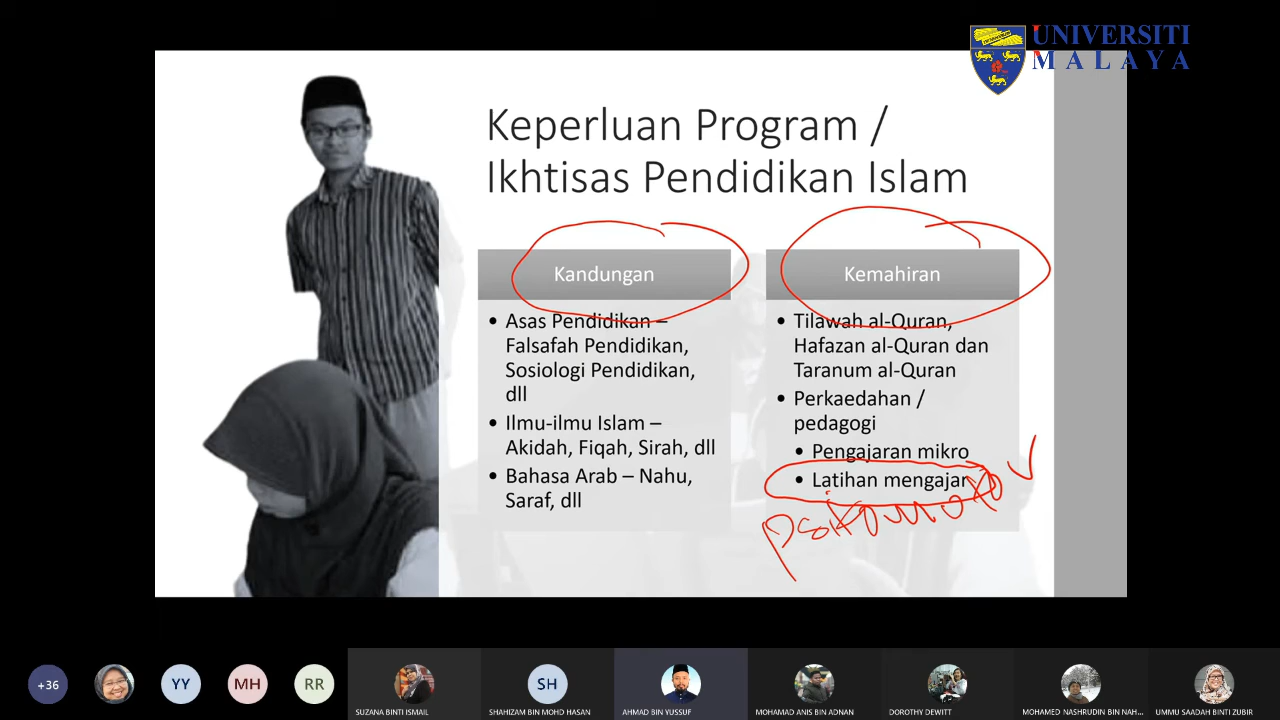 UNIVERSITI
MALAYA
Keperluan Program /
Ikhtisas Pendidikan Islam
Kandungan
• Asas Pendidikan –
Falsafah Pendidikan,
Sosiologi Pendidikan,
dll
• Ilmu-ilmu Islam –
Akidah, Fiqah, Sirah, dll
• Bahasa Arab – Nahu,
Saraf, dll
Kemahiran
• Tilawah al-Quran,
Hafazan al-Quran dan
Taranum al-Quran
• Perkaedahan /
pedagogi
• Pengajaran mikro
• Latihan mengajar
psikomotor
+36
YY
MH
RR
SUZANA BINTI ISMAIL
SH
SHAHIZAM BIN MOHD HASAN
AHMAD BIN YUSSUF
MOHAMAD ANIS BIN ADNAN
DOROTHY DEWITT
MOHAMED NASHRUDIN BIN NAH...
UMMU SAADAH BINTI ZUBIR